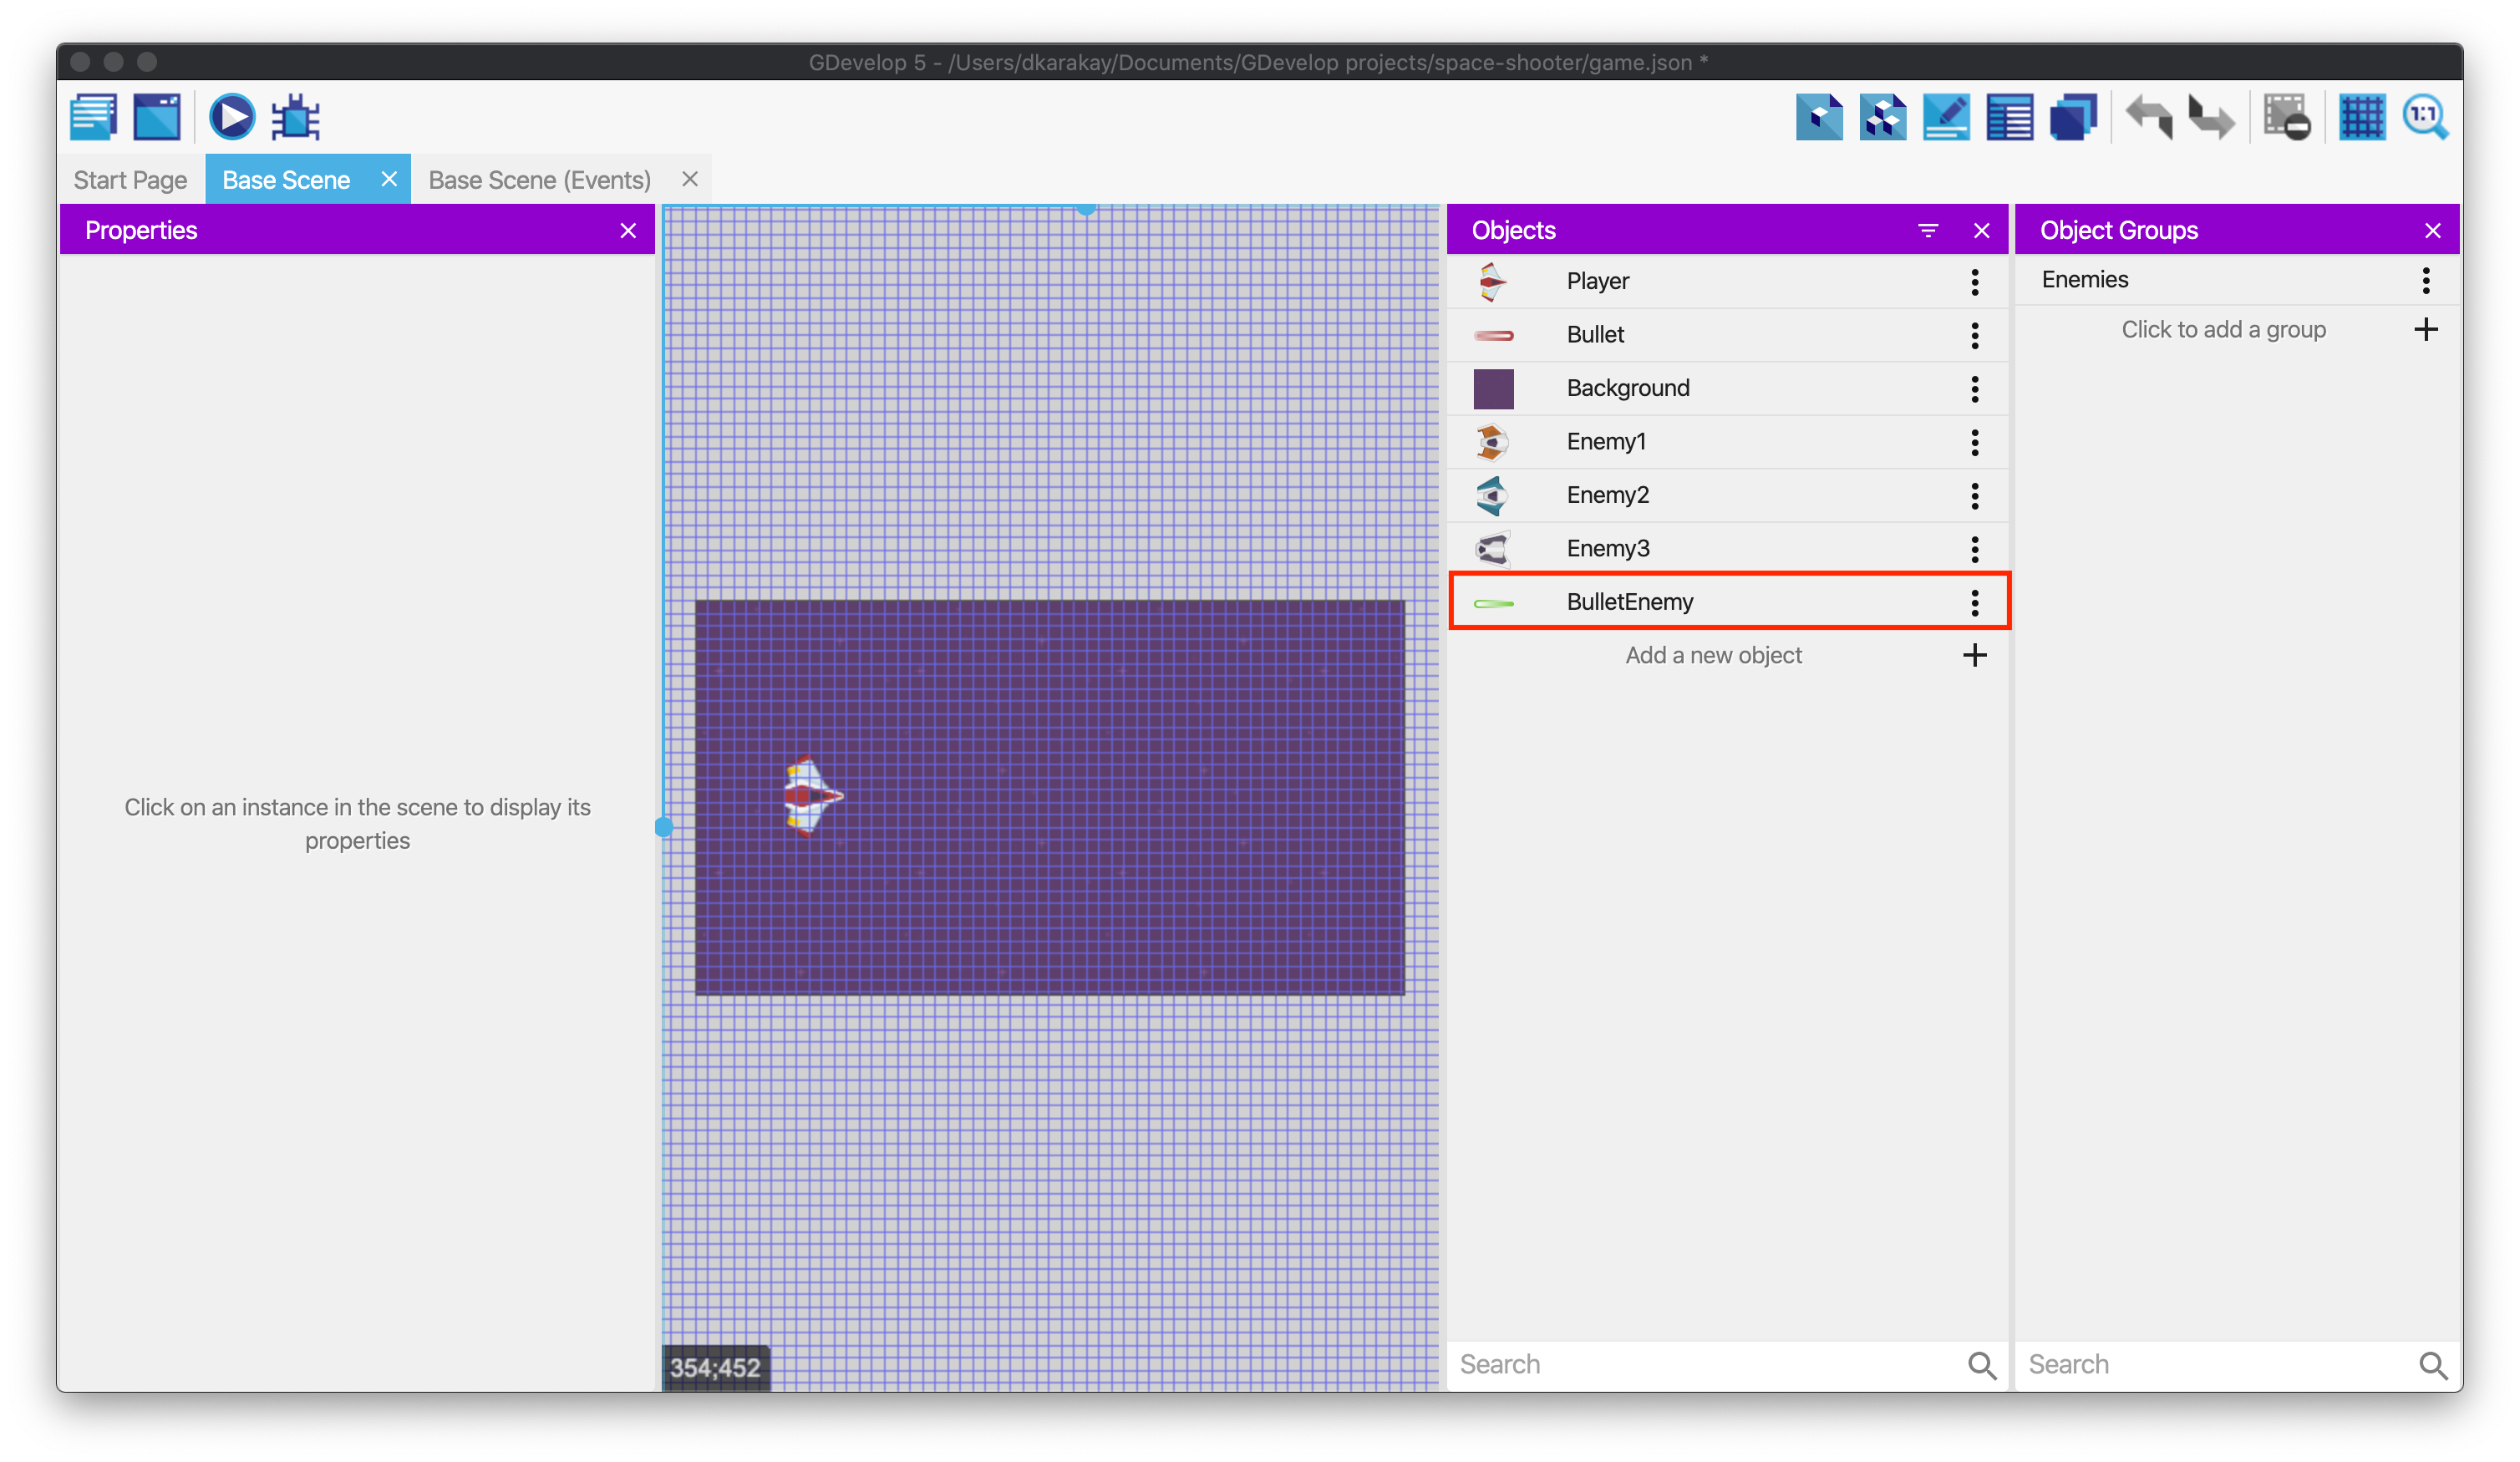 GDevelop 5 - /Users/dkarakay/Documents/GDevelop projects/space-shooter/game.json *
1:1
Start Page
Base Scene
Base Scene (Events)
Properties
Click on an instance in the scene to display its
properties
354;452
Objects
Player
Bullet
Background
Enemy1
Enemy2
Enemy3
BulletEnemy
Add a new object
Search
Object Groups
Enemies
Click to add a group
Search